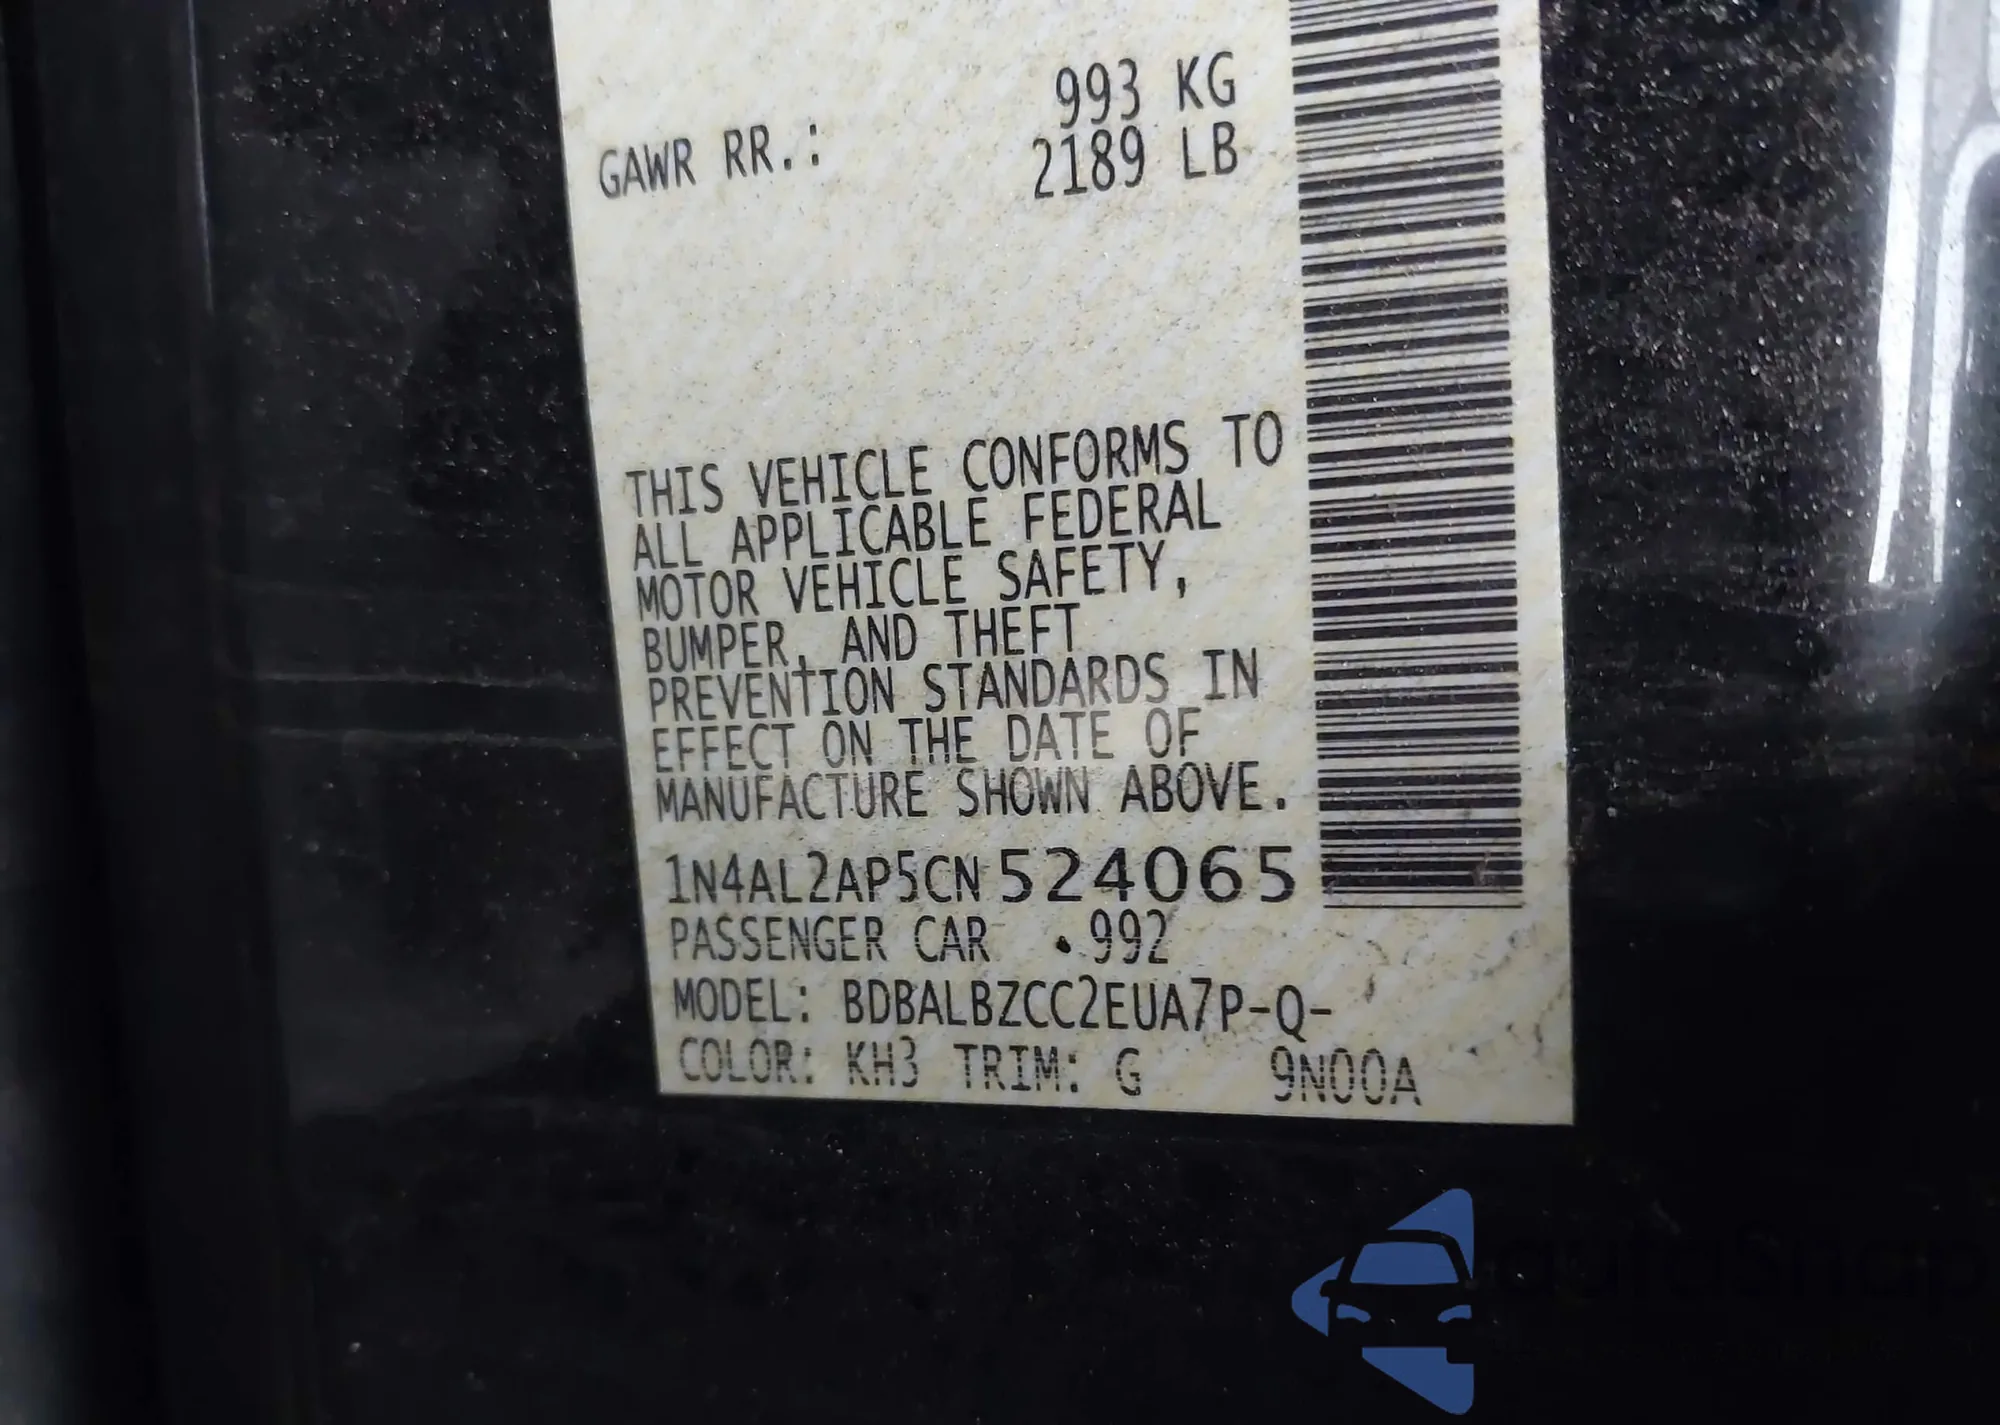 993 KG
GAWR RR.: 2189 LB
THIS VEHICLE CONFORMS TO
ALL APPLICABLE FEDERAL
MOTOR VEHICLE SAFETY,
BUMPER, AND THEFT
PREVENTION STANDARDS IN
EFFECT ON THE DATE OF
MANUFACTURE SHOWN ABOVE.
1N4AL2AP5CN524065
PASSENGER CAR .992
MODEL: BDBALBZCC2EUA7P-Q-
COLOR: KH3 TRIM: G 9N00A